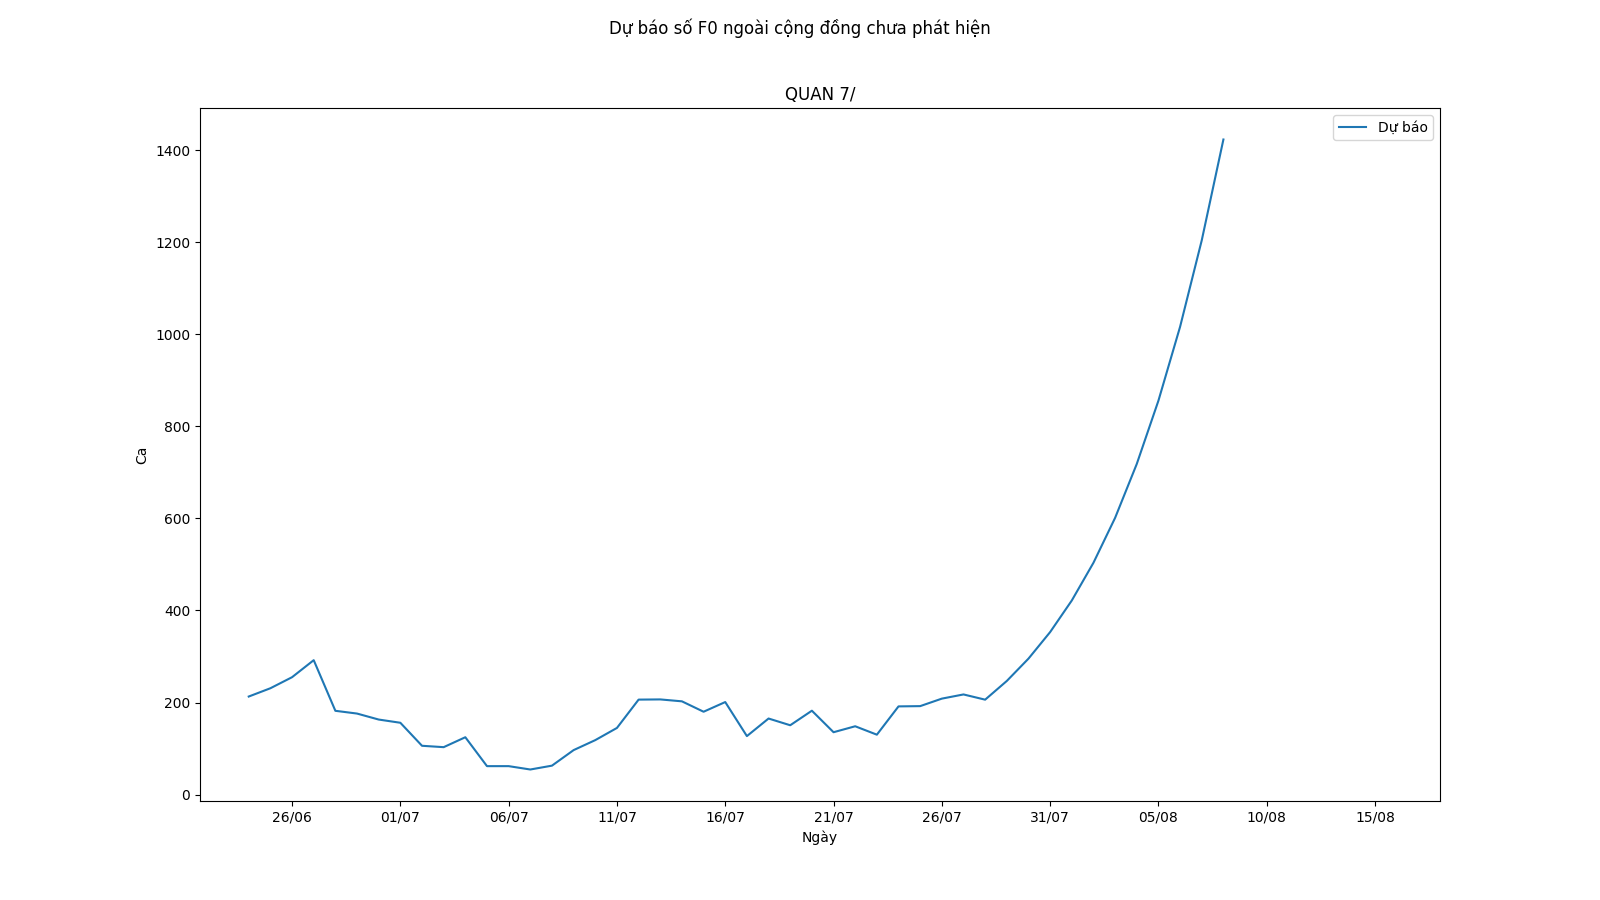 Dự báo số F0 ngoài cộng đồng chưa phát hiện
QUAN 7/
Dự báo
1400
1200
1000
800
600
400
200
0
Ca
26/06 01/07 06/07 11/07 16/07 21/07 26/07 31/07 05/08 10/08 15/08
Ngày